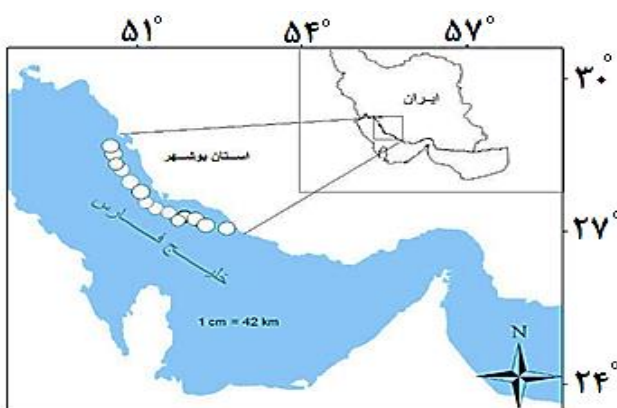 ۵۱° ۵۴° ۵۷°
۳۰°
ایران
استان بوشهر
خلیج فارس
۲۷°
1 cm = 42 km
N
۲۴°